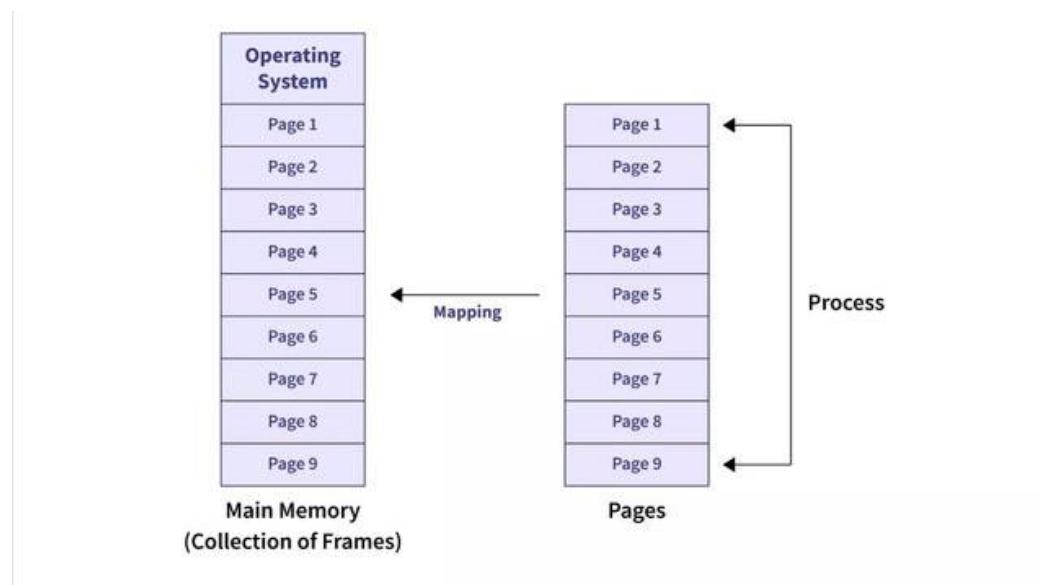 Operating
System
Page 1
Page 2
Page 3
Page 4
Page 5
Page 6
Page 7
Page 8
Page 9
Main Memory
(Collection of Frames)
Mapping
Page 1
Page 2
Page 3
Page 4
Page 5
Page 6
Page 7
Page 8
Page 9
Pages
Process